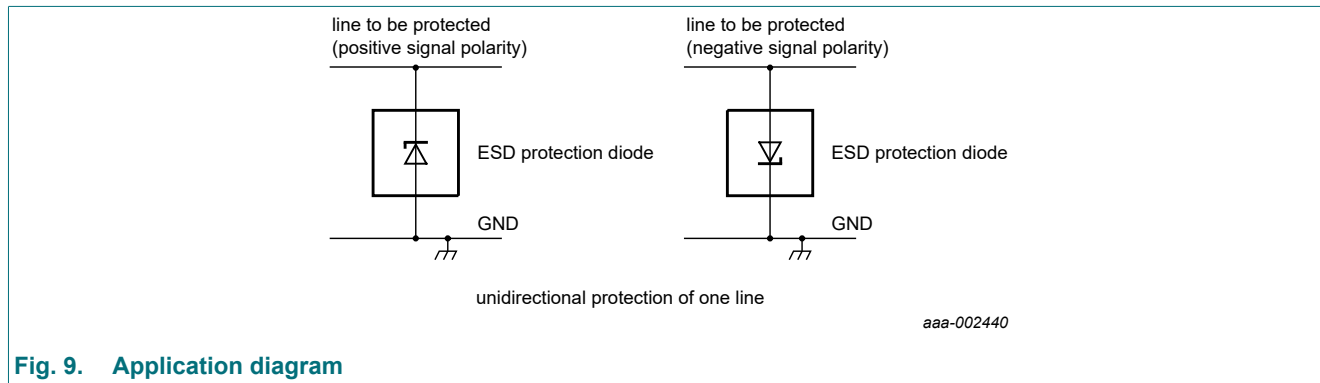 line to be protected
(positive signal polarity)
line to be protected
(negative signal polarity)
ESD protection diode
ESD protection diode
GND
GND
unidirectional protection of one line
aaa-002440
Fig. 9. Application diagram